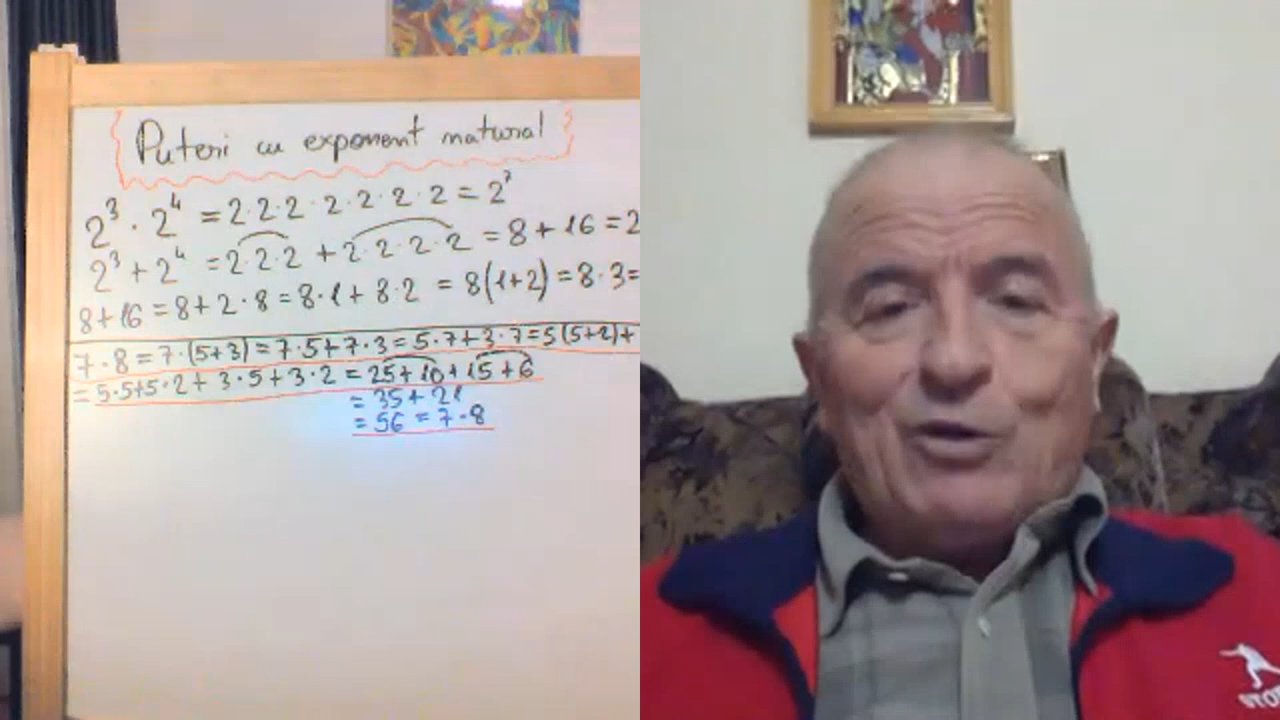 Puteri cu exponent natural
2³ · 2⁴ = 2·2·2 · 2·2·2·2 = 2⁷
2³ + 2⁴ = 2·2·2 + 2·2·2·2 = 8 + 16 = 2
8 + 16 = 8 + 2·8 = 8·1 + 8·2 = 8(1+2) = 8·3 =
7·8 = 7·(5+3) = 7·5 + 7·3 = 5·7 + 3·7 = 5(5+2) +
= 5·5 + 5·2 + 3·5 + 3·2 = 25 + 10 + 15 + 6
= 35 + 21
= 56 = 7·8